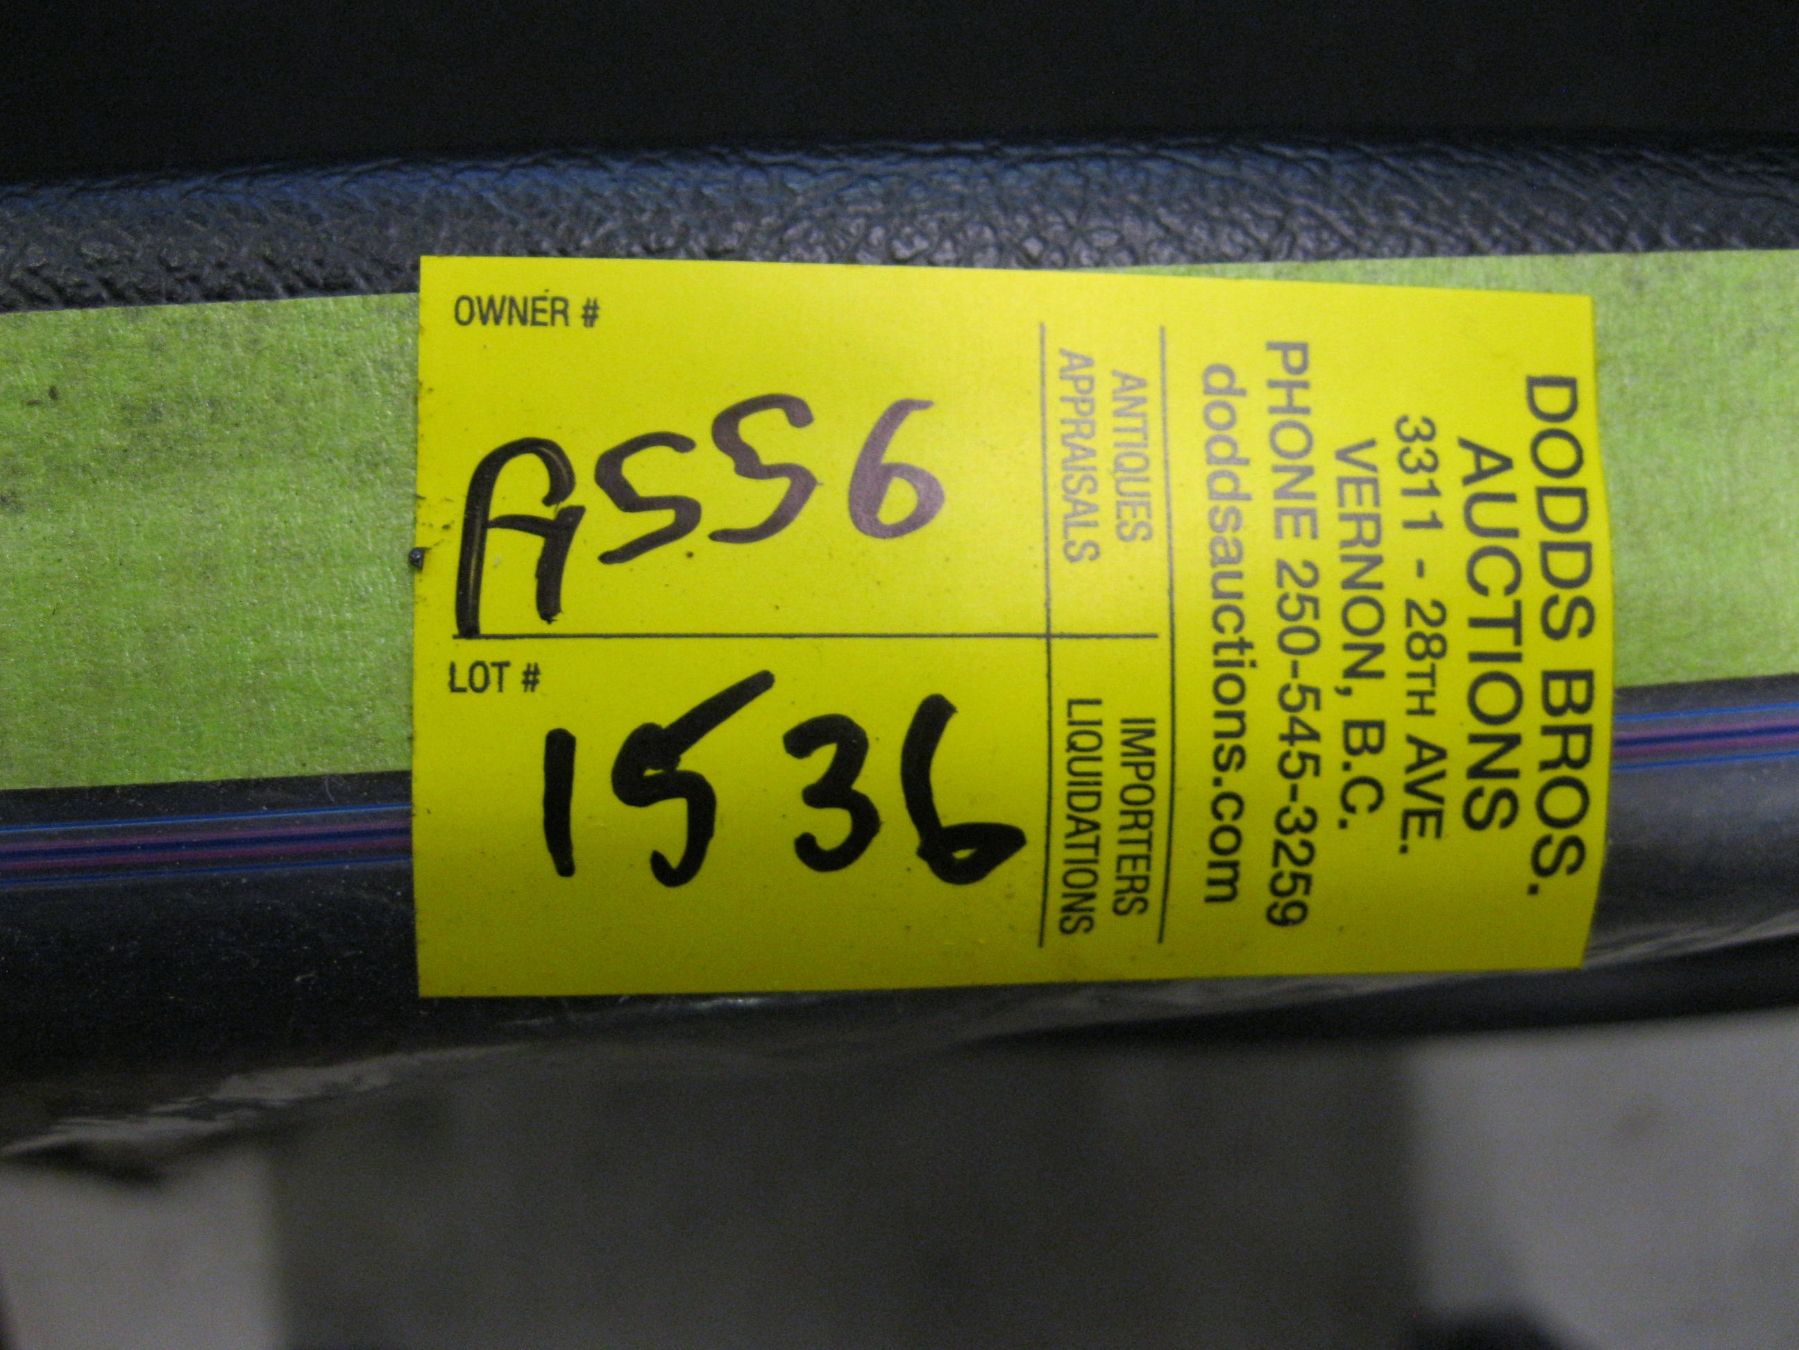 OWNER #
A556
LOT #
1536
ANTIQUES
APPRAISALS
IMPORTERS
LIQUIDATIONS
DODDS BROS.
AUCTIONS
3311 - 28TH AVE.
VERNON, B.C.
PHONE 250-545-3259
doddsauctions.com